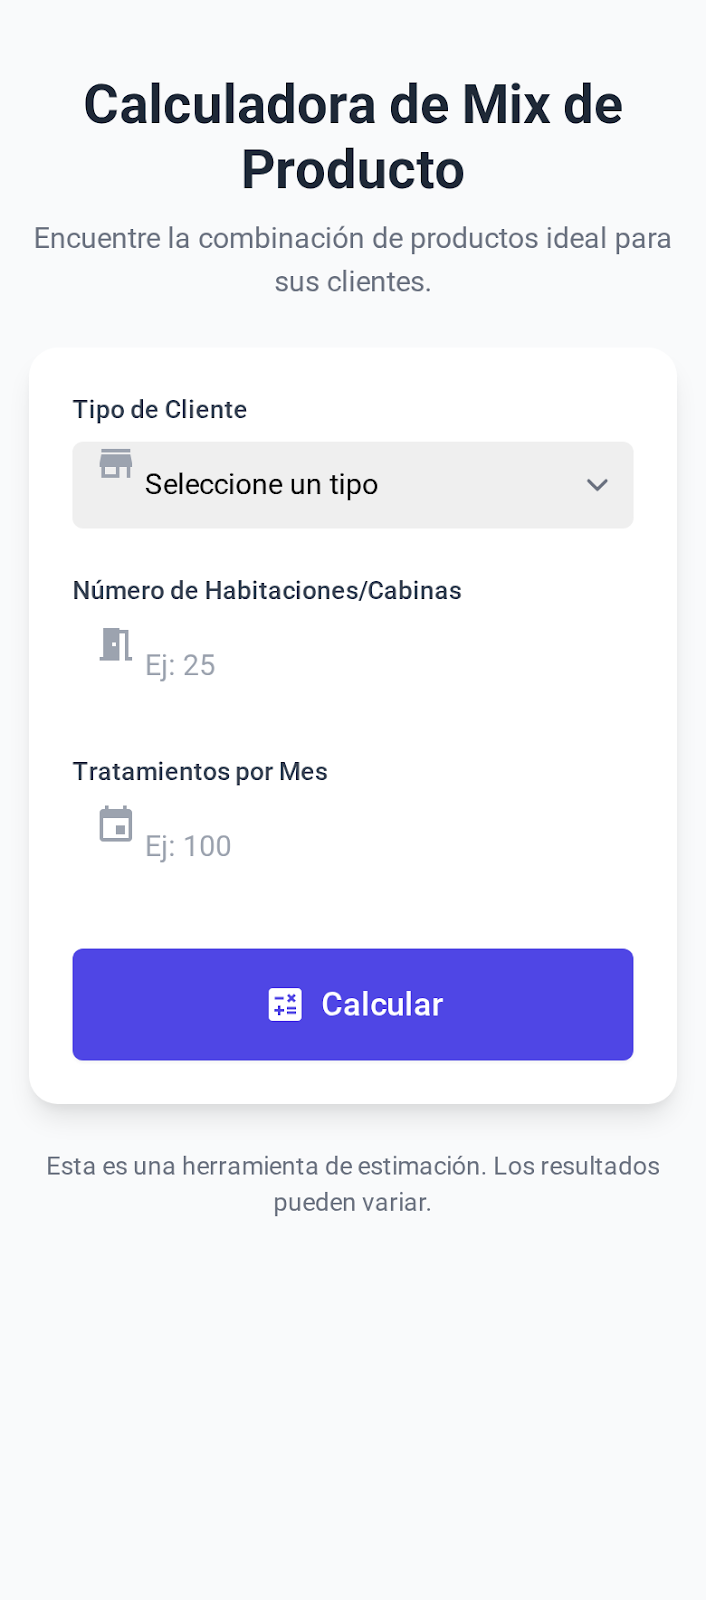 Calculadora de Mix de
Producto
Encuentre la combinación de productos ideal para
sus clientes.
Tipo de Cliente
Seleccione un tipo
Número de Habitaciones/Cabinas
Ej: 25
Tratamientos por Mes
Ej: 100
Calcular
Esta es una herramienta de estimación. Los resultados
pueden variar.